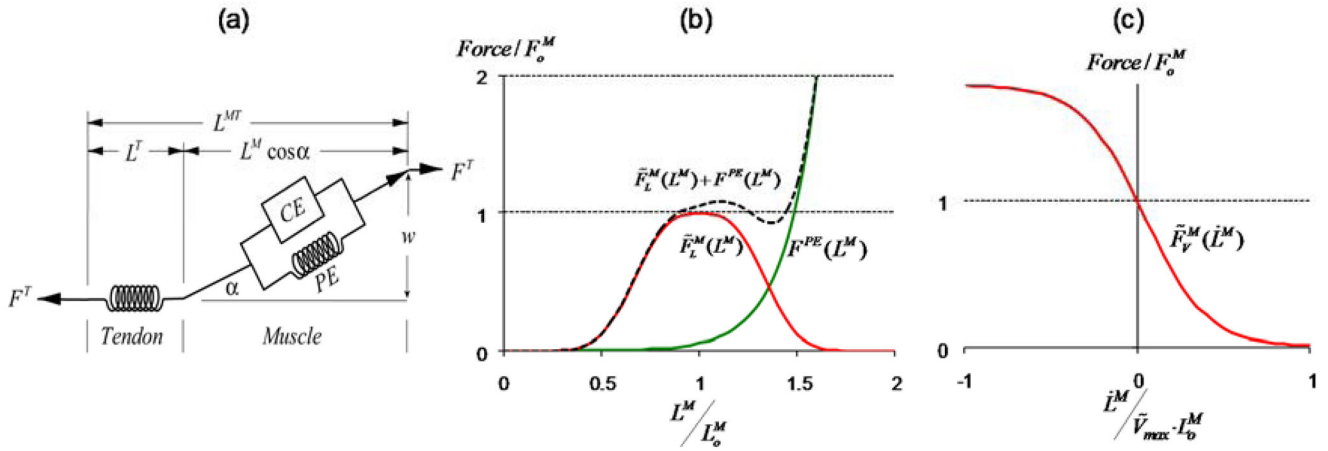 (a)
L^MT
L^T
L^M cosα
F^T
CE
PE
α
w
F^T
Tendon
Muscle
(b)
Force/F_o^M
2
1
0
F̃_L^M(L^M)+F^PE(L^M)
F̃_L^M(L^M)
F^PE(L^M)
0 0.5 1 1.5 2
L^M/L_o^M
(c)
Force/F_o^M
1
0
F̃_V^M(L̇^M)
-1 0 1
L̇^M/Ṽ_max·L_o^M